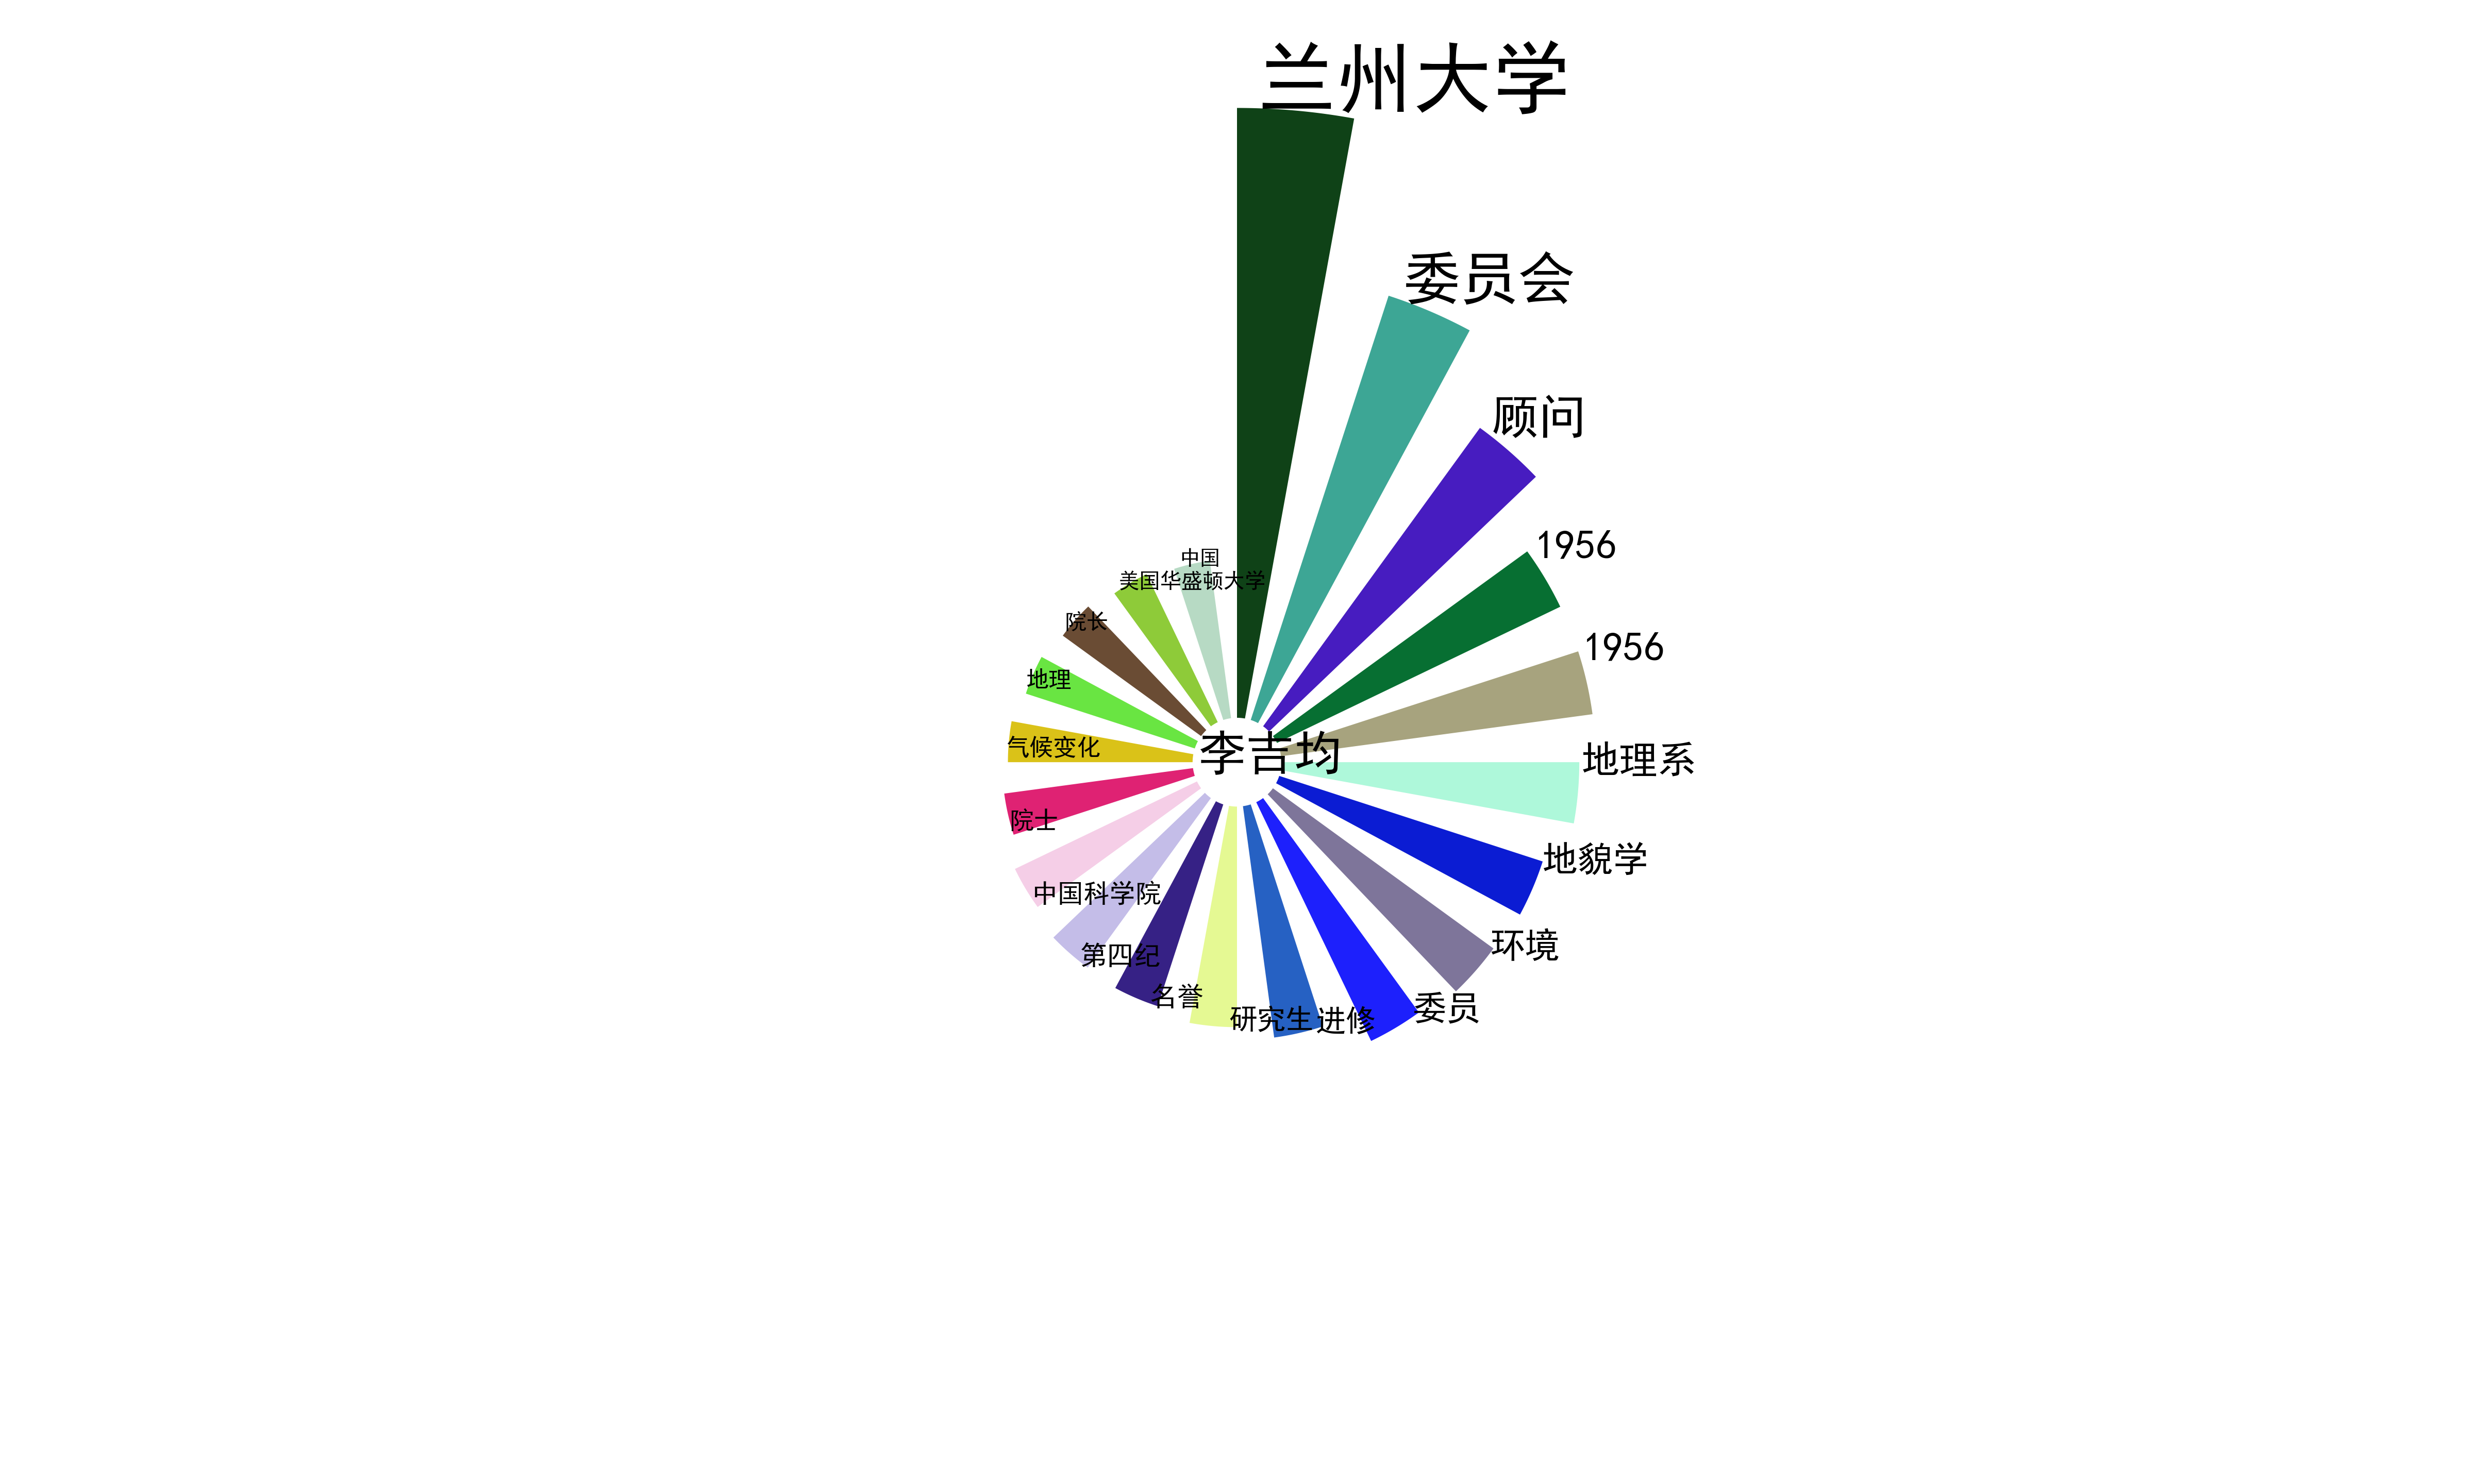 兰州大学
委员会
顾问
1956
1956
地理系
地貌学
环境
委员
进修
研究生
名誉
第四纪
中国科学院
院士
气候变化
地理
院长
美国华盛顿大学
中国
李吉均